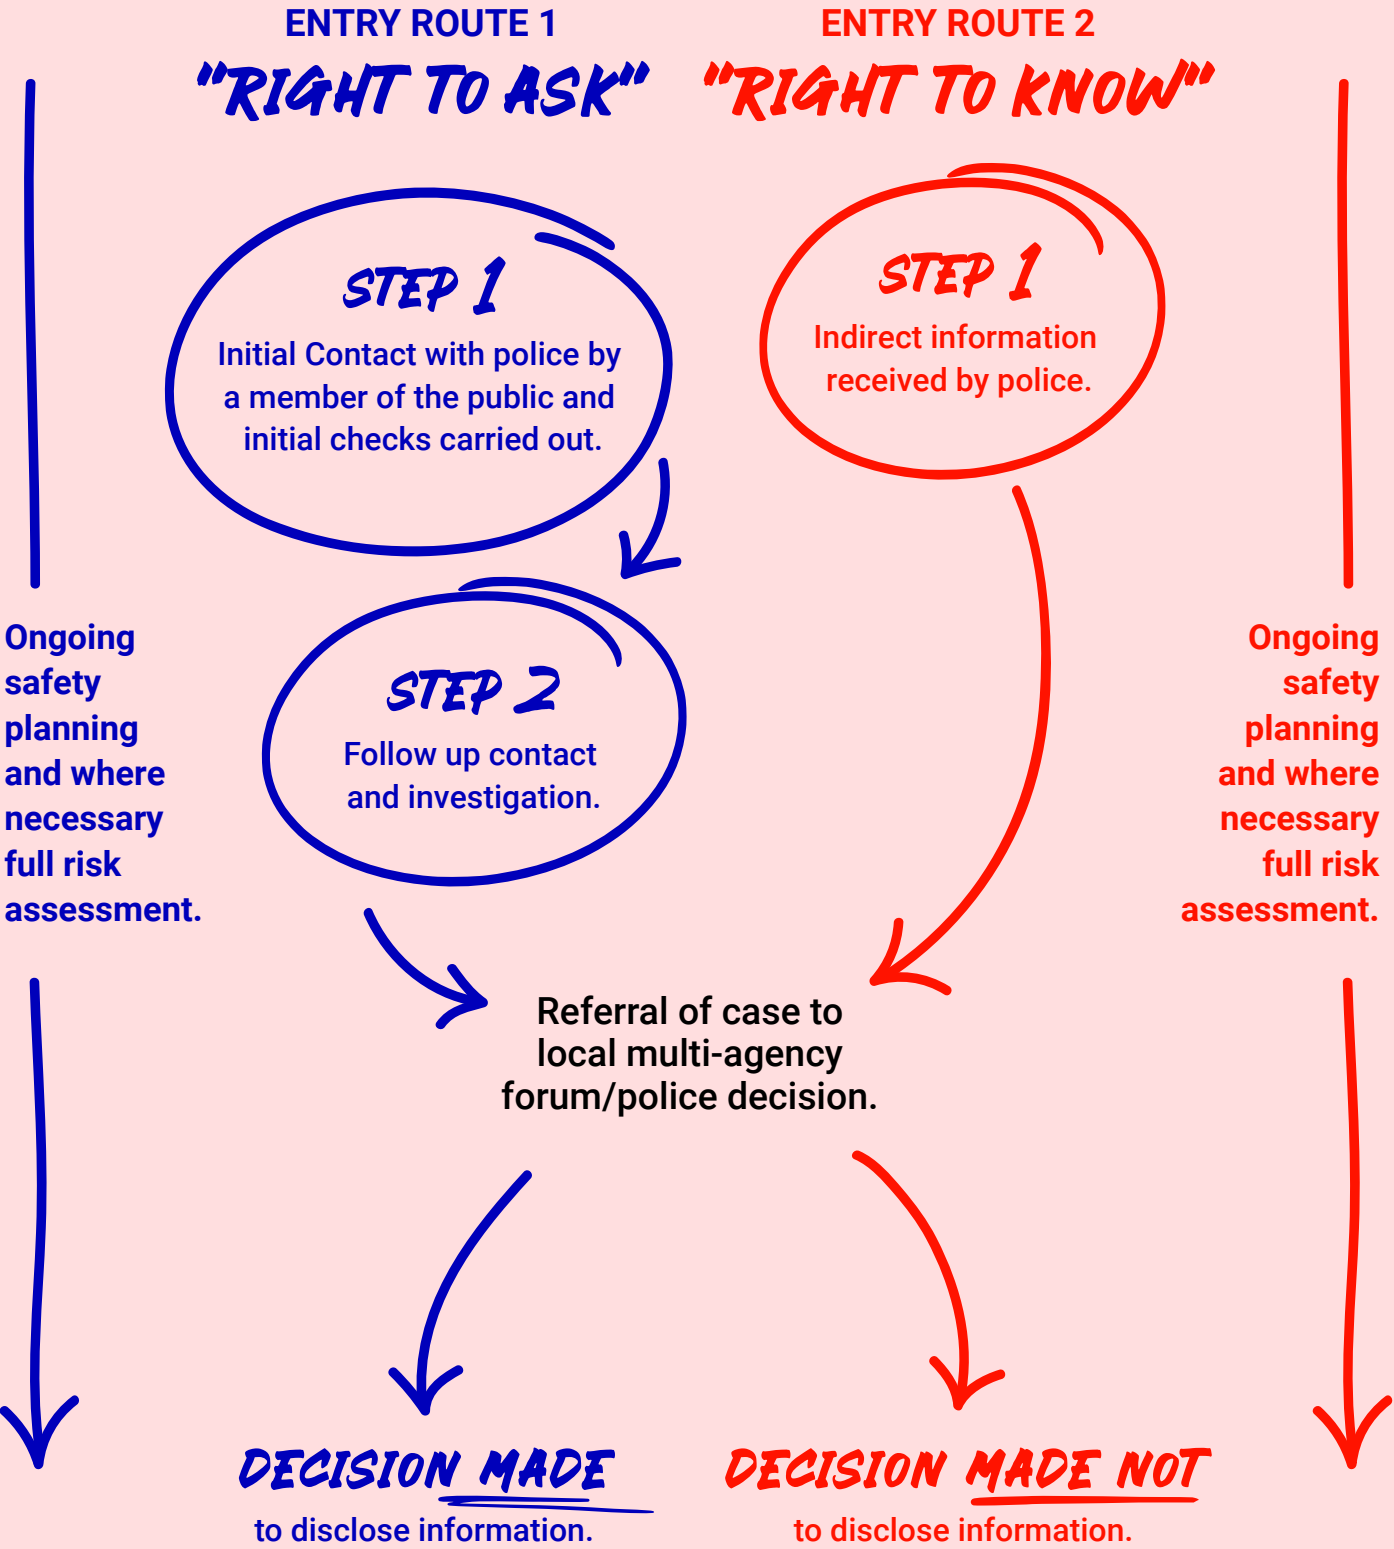 ENTRY ROUTE 1
"RIGHT TO ASK"
STEP 1
Initial Contact with police by
a member of the public and
initial checks carried out.
STEP 2
Follow up contact
and investigation.
Ongoing
safety
planning
and where
necessary
full risk
assessment.
ENTRY ROUTE 2
"RIGHT TO KNOW"
STEP 1
Indirect information
received by police.
Ongoing
safety
planning
and where
necessary
full risk
assessment.
Referral of case to
local multi-agency
forum/police decision.
DECISION MADE
to disclose information.
DECISION MADE NOT
to disclose information.